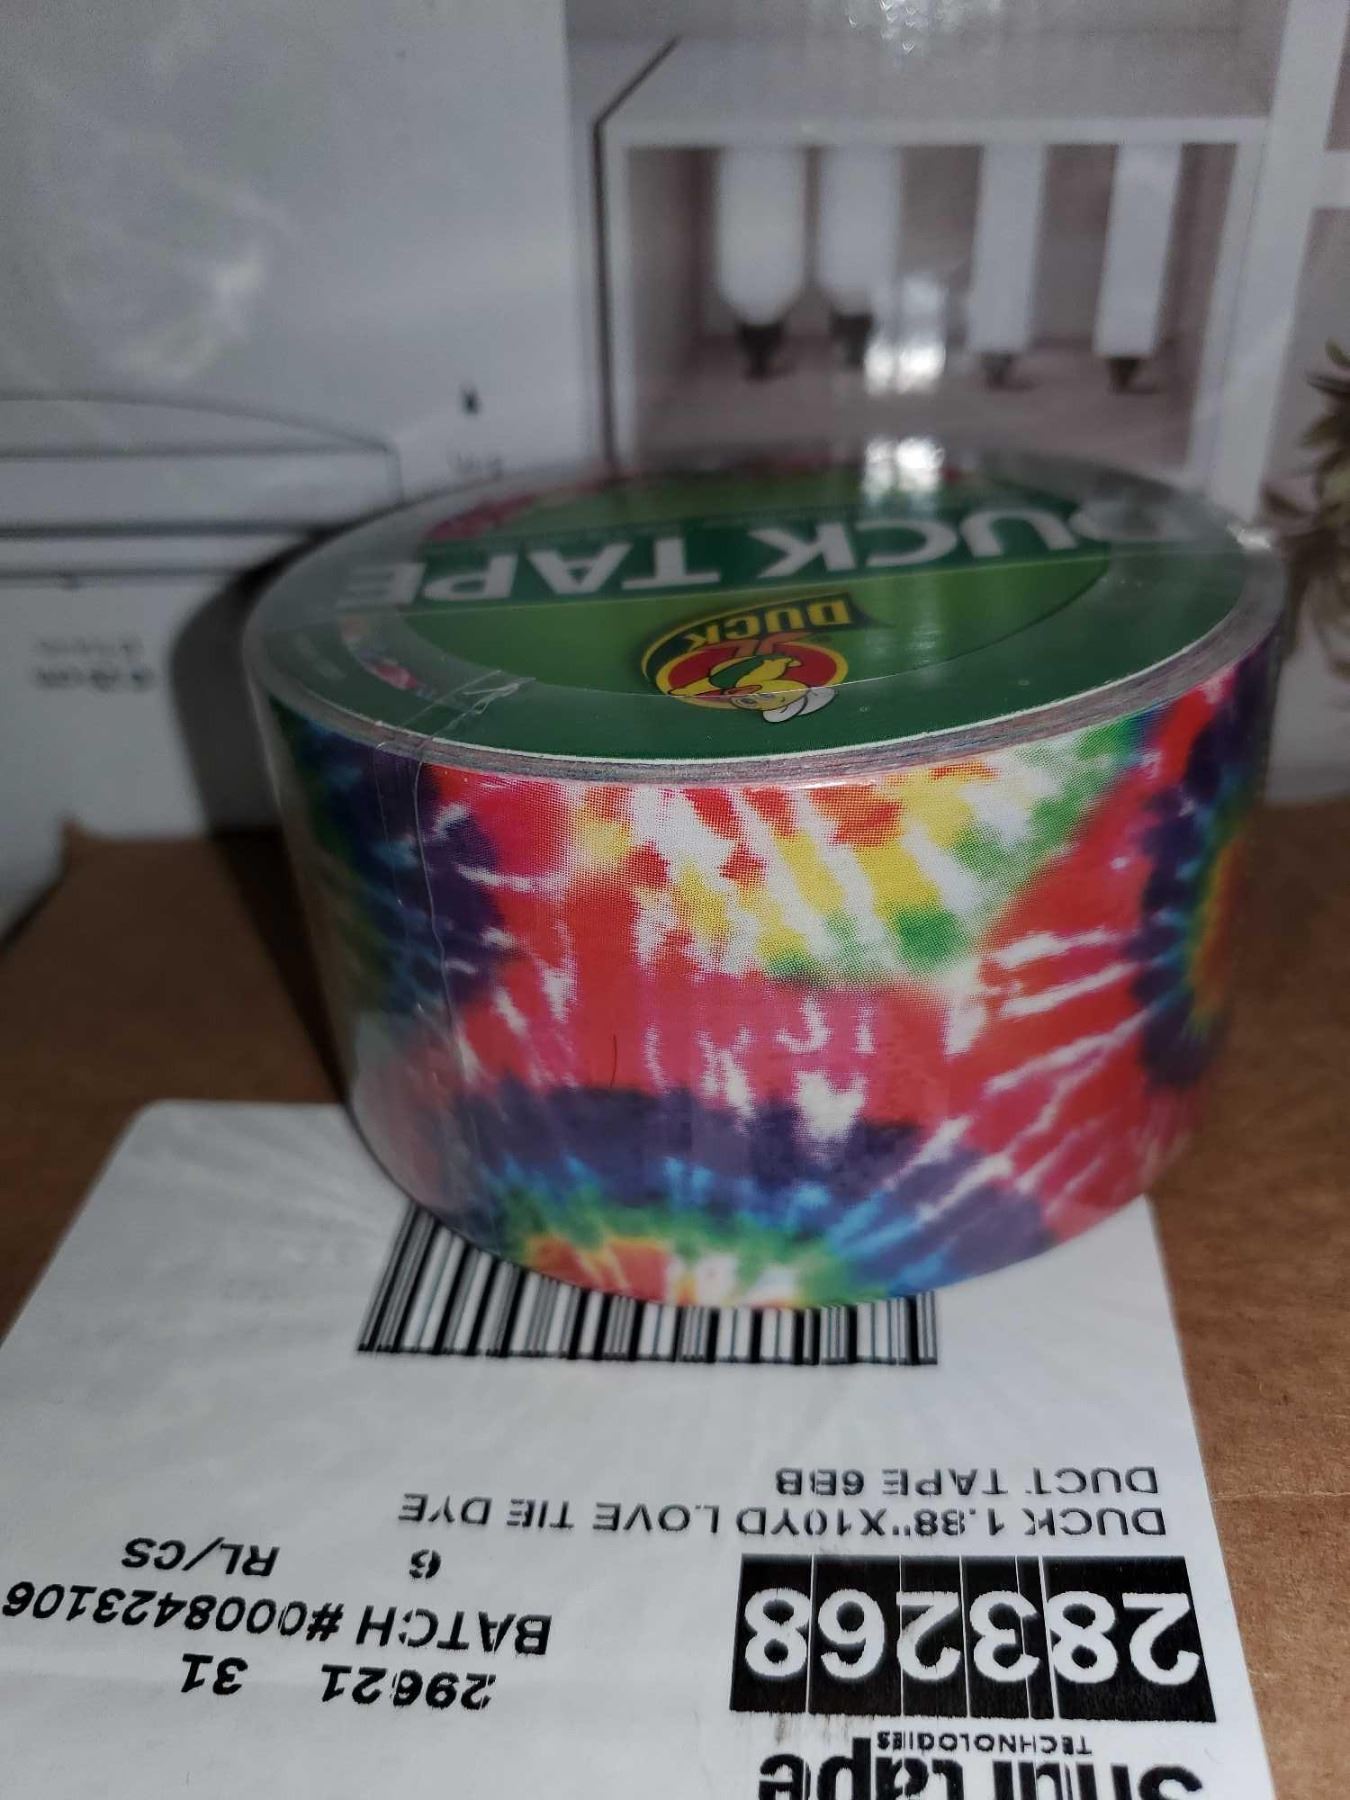 DUCK TAPE
DUCK
shurtape
TECHNOLOGIES
283268
29621 31
BATCH #0008423106
6 RL/CS
DUCK 1.88"X10YD LOVE TIE DYE
DUCT TAPE 6BB